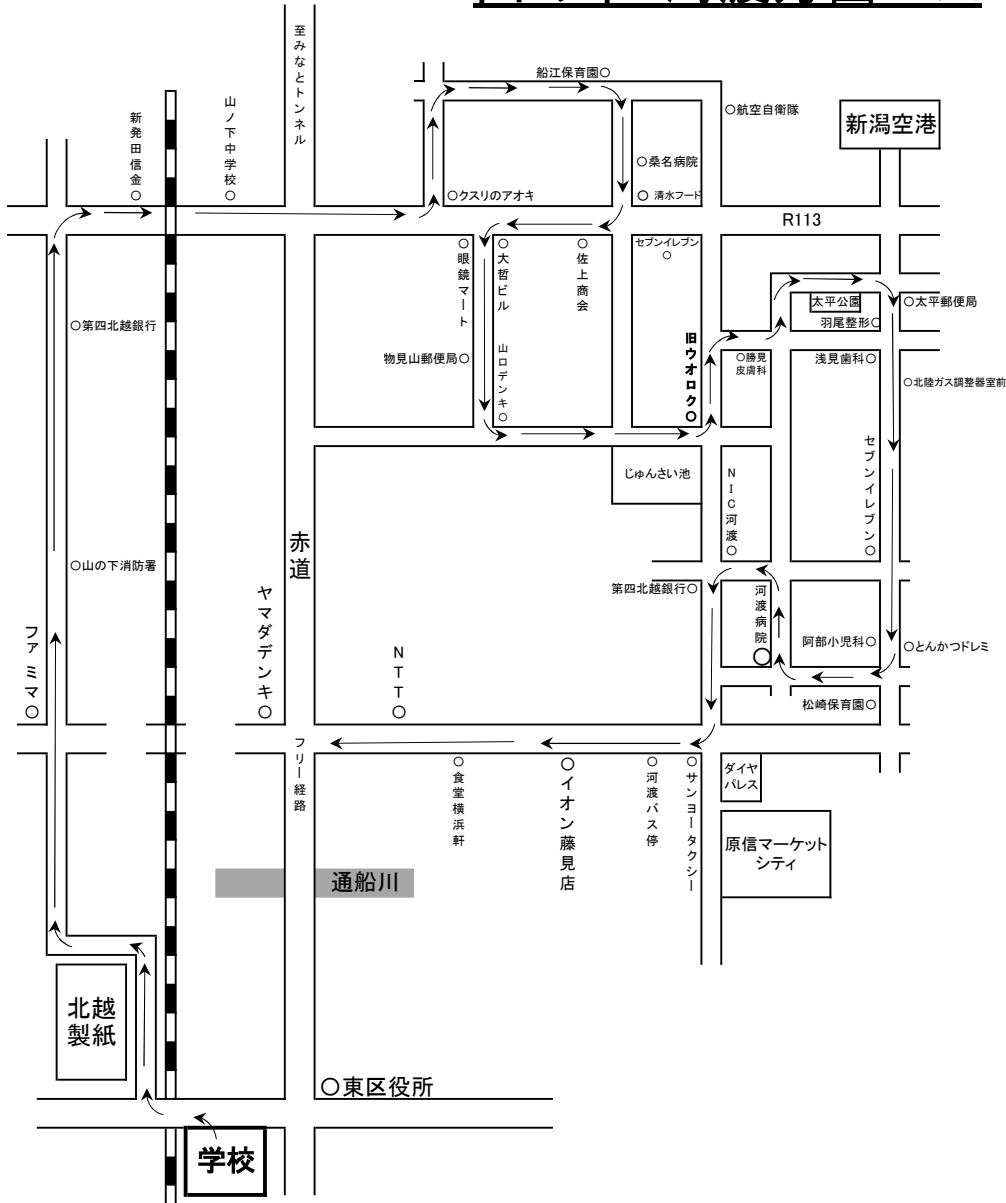 至みなとトンネル
船江保育園
航空自衛隊
新潟空港
新発田信金
山ノ下中学校
桑名病院
クスリのアオキ
清水フード
R113
眼鏡マート
大哲ビル
佐上商会
セブンイレブン
太平公園
太平郵便局
羽尾整形
第四北越銀行
物見山郵便局
山口デンキ
旧ウオロク
勝見
皮膚科
浅見歯科
北陸ガス調整器室前
じゅんさい池
NIC河渡
セブンイレブン
赤道
山の下消防署
第四北越銀行
河渡病院
阿部小児科
とんかつドレミ
ファミマ
ヤマダデンキ
NTT
松崎保育園
フリー経路
食堂横浜軒
イオン藤見店
河渡バス停
サンヨータクシー
ダイヤ
パレス
原信マーケット
シティ
通船川
北越
製紙
東区役所
学校